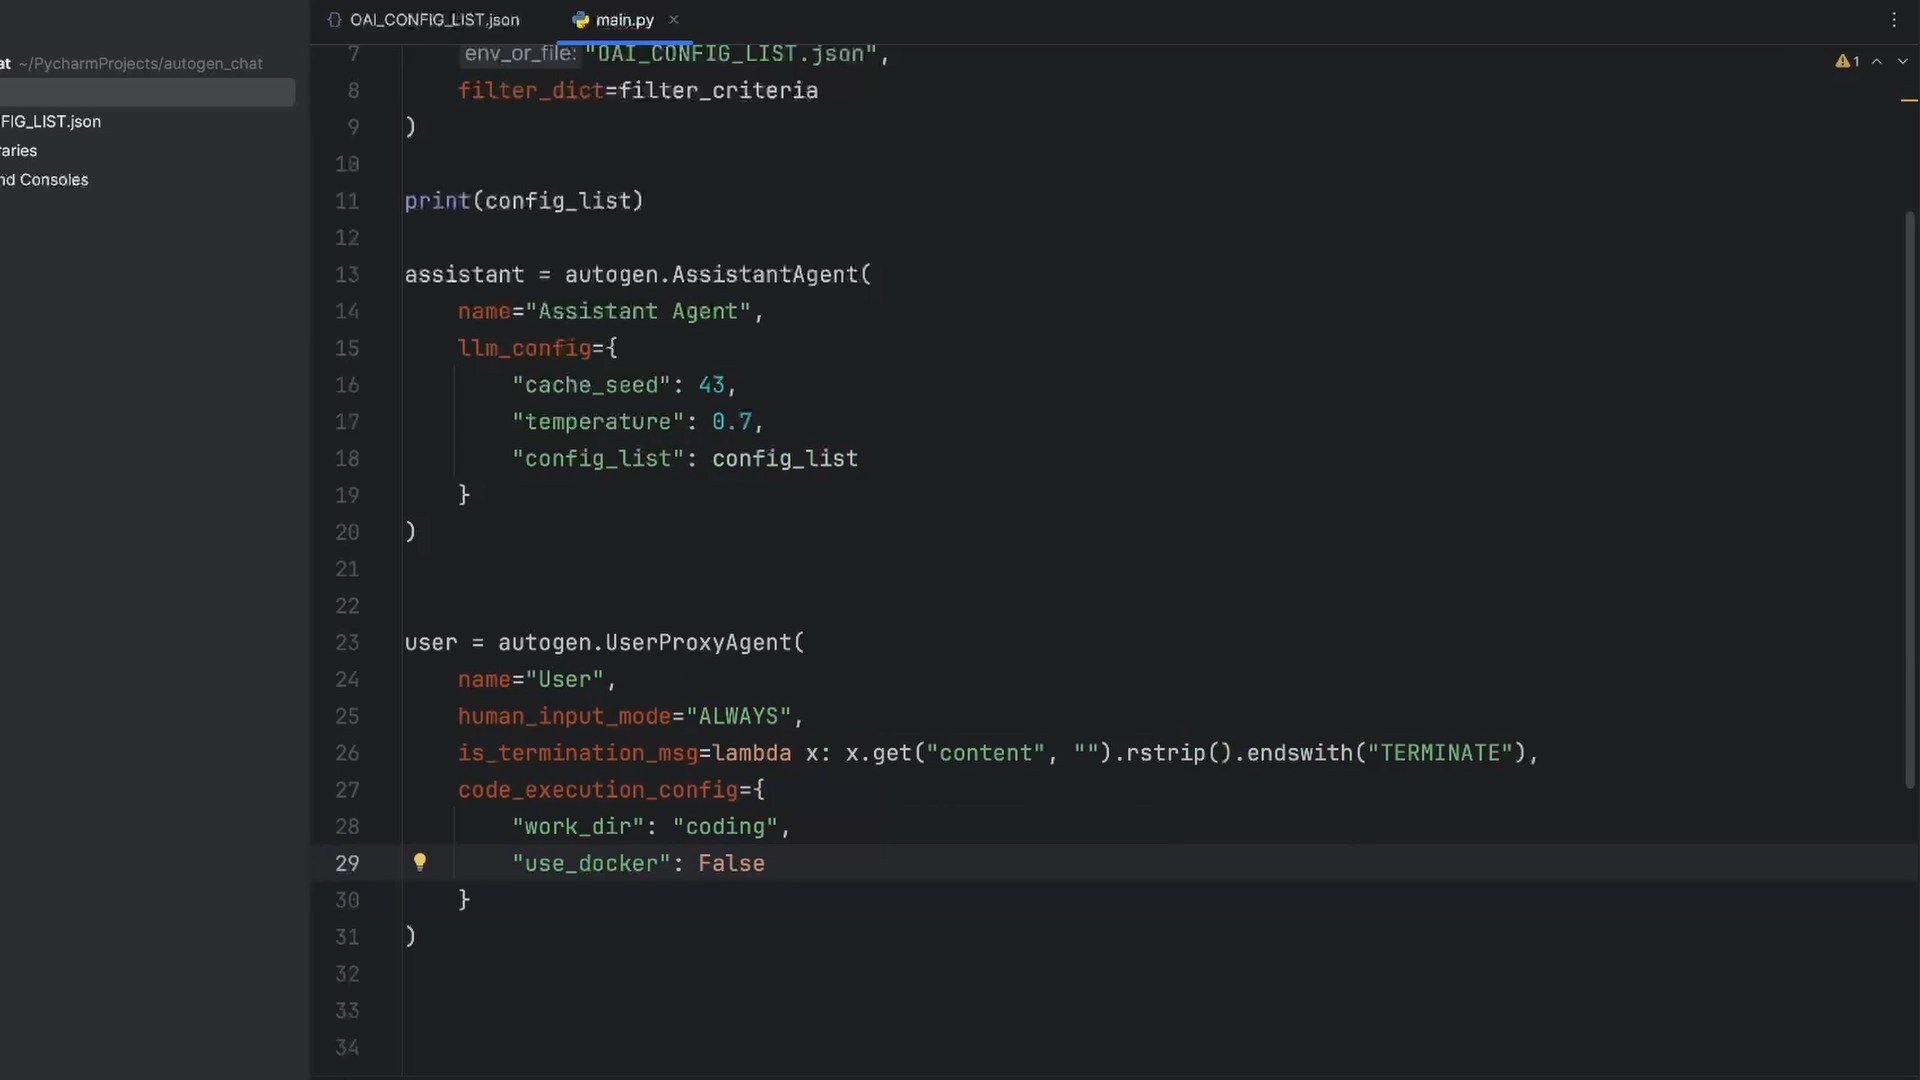 OAI_CONFIG_LIST.json
main.py
at ~/PycharmProjects/autogen_chat
FIG_LIST.json
raries
nd Consoles
1
7 env_or_file: "OAI_CONFIG_LIST.json",
8 filter_dict=filter_criteria
9 )
10
11 print(config_list)
12
13 assistant = autogen.AssistantAgent(
14 name="Assistant Agent",
15 llm_config={
16 "cache_seed": 43,
17 "temperature": 0.7,
18 "config_list": config_list
19 }
20 )
21
22
23 user = autogen.UserProxyAgent(
24 name="User",
25 human_input_mode="ALWAYS",
26 is_termination_msg=lambda x: x.get("content", "").rstrip().endswith("TERMINATE"),
27 code_execution_config={
28 "work_dir": "coding",
29 "use_docker": False
30 }
31 )
32
33
34